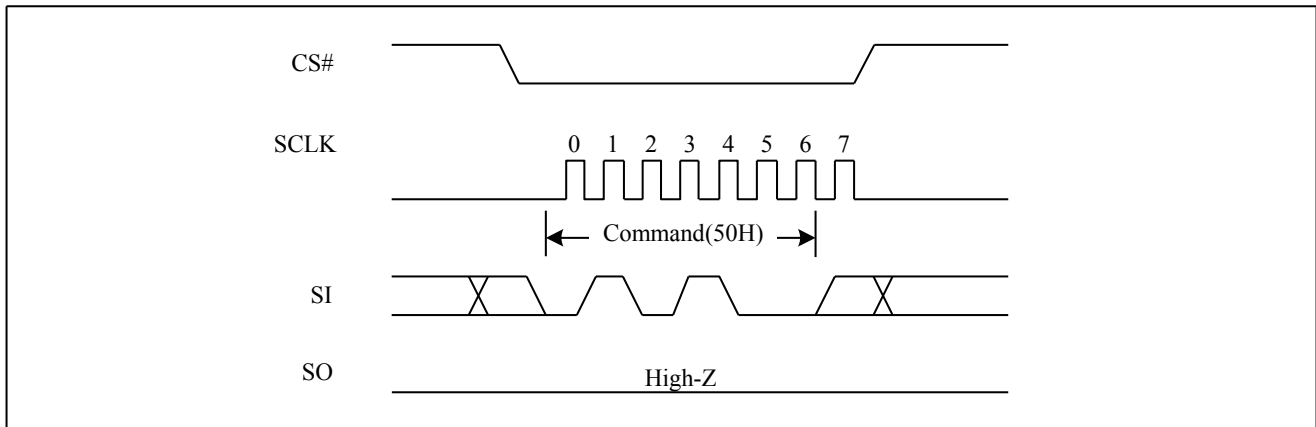 CS#
SCLK
0 1 2 3 4 5 6 7
Command(50H)
SI
SO
High-Z